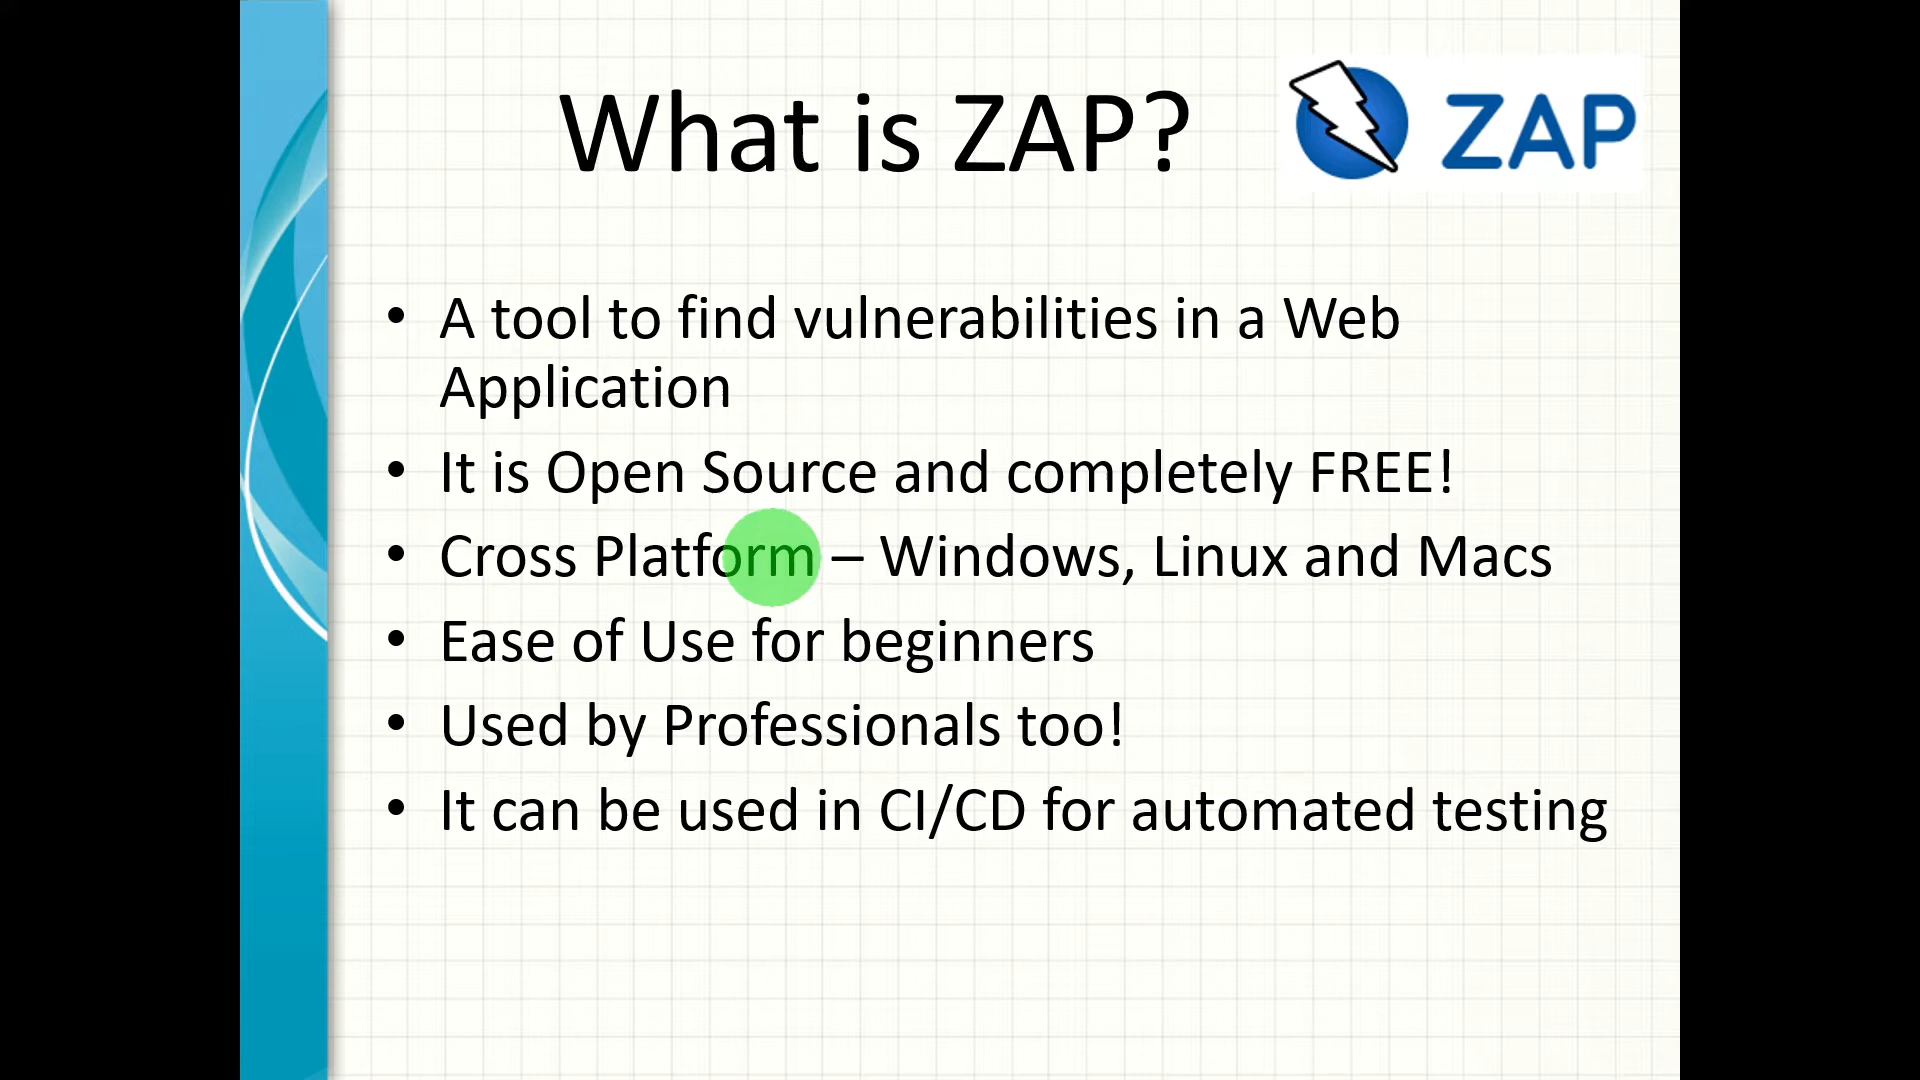 What is ZAP?
ZAP
• A tool to find vulnerabilities in a Web
Application
• It is Open Source and completely FREE!
• Cross Platform – Windows, Linux and Macs
• Ease of Use for beginners
• Used by Professionals too!
• It can be used in CI/CD for automated testing